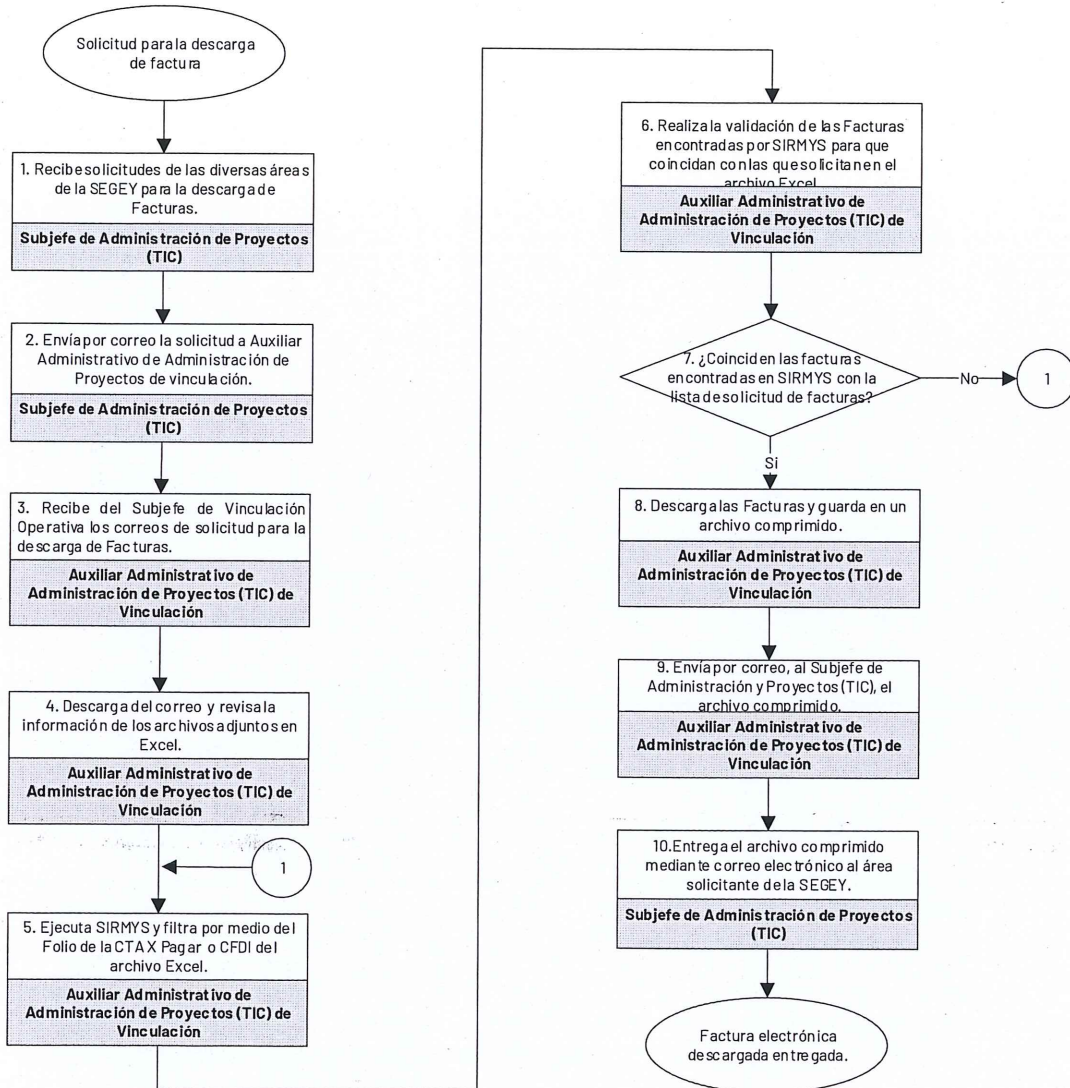 Solicitud para la descarga
de factura
1. Recibe solicitudes de las diversas áreas
de la SEGEY para la descarga de
Facturas.
Subjefe de Administración de Proyectos
(TIC)
2. Envía por correo la solicitud a Auxiliar
Administrativo de Administración de
Proyectos de vinculación.
Subjefe de Administración de Proyectos
(TIC)
3. Recibe del Subjefe de Vinculación
Operativa los correos de solicitud para la
descarga de Facturas.
Auxiliar Administrativo de
Administración de Proyectos (TIC) de
Vinculación
4. Descarga del correo y revisa la
información de los archivos adjuntos en
Excel.
Auxiliar Administrativo de
Administración de Proyectos (TIC) de
Vinculación
1
5. Ejecuta SIRMYS y filtra por medio del
Folio de la CTA X Pagar o CFDI del
archivo Excel.
Auxiliar Administrativo de
Administración de Proyectos (TIC) de
Vinculación
6. Realiza la validación de las Facturas
encontradas por SIRMYS para que
coincidan con las que solicitan en el
archivo Excel
Auxiliar Administrativo de
Administración de Proyectos (TIC) de
Vinculación
7. ¿Coinciden las facturas
encontradas en SIRMYS con la
lista de solicitud de facturas?
No
1
Si
8. Descarga las Facturas y guarda en un
archivo comprimido.
Auxiliar Administrativo de
Administración de Proyectos (TIC) de
Vinculación
9. Envía por correo, al Subjefe de
Administración y Proyectos (TIC), el
archivo comprimido.
Auxiliar Administrativo de
Administración de Proyectos (TIC) de
Vinculación
10.Entrega el archivo comprimido
mediante correo electrónico al área
solicitante de la SEGEY.
Subjefe de Administración de Proyectos
(TIC)
Factura electrónica
descargada entregada.